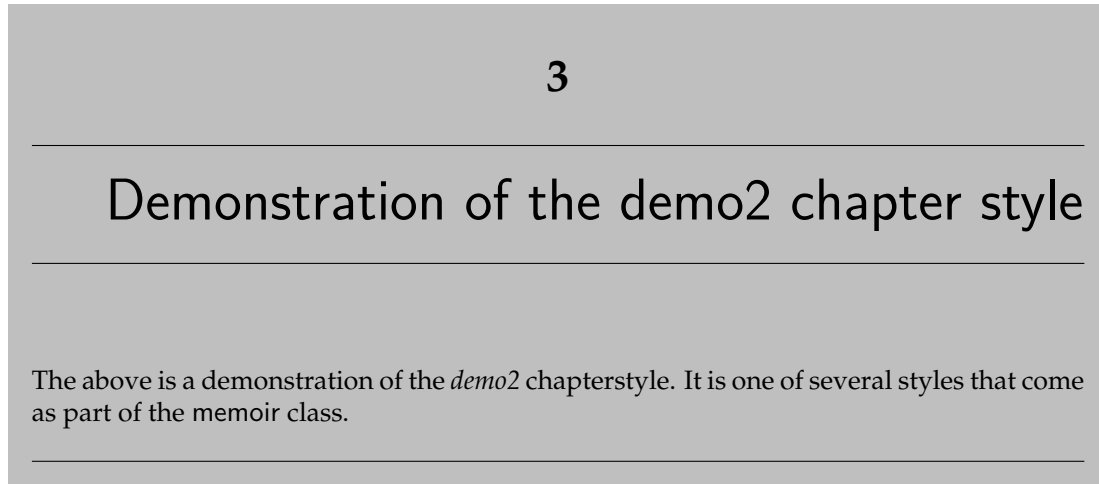 3
Demonstration of the demo2 chapter style
The above is a demonstration of the demo2 chapterstyle. It is one of several styles that come
as part of the memoir class.